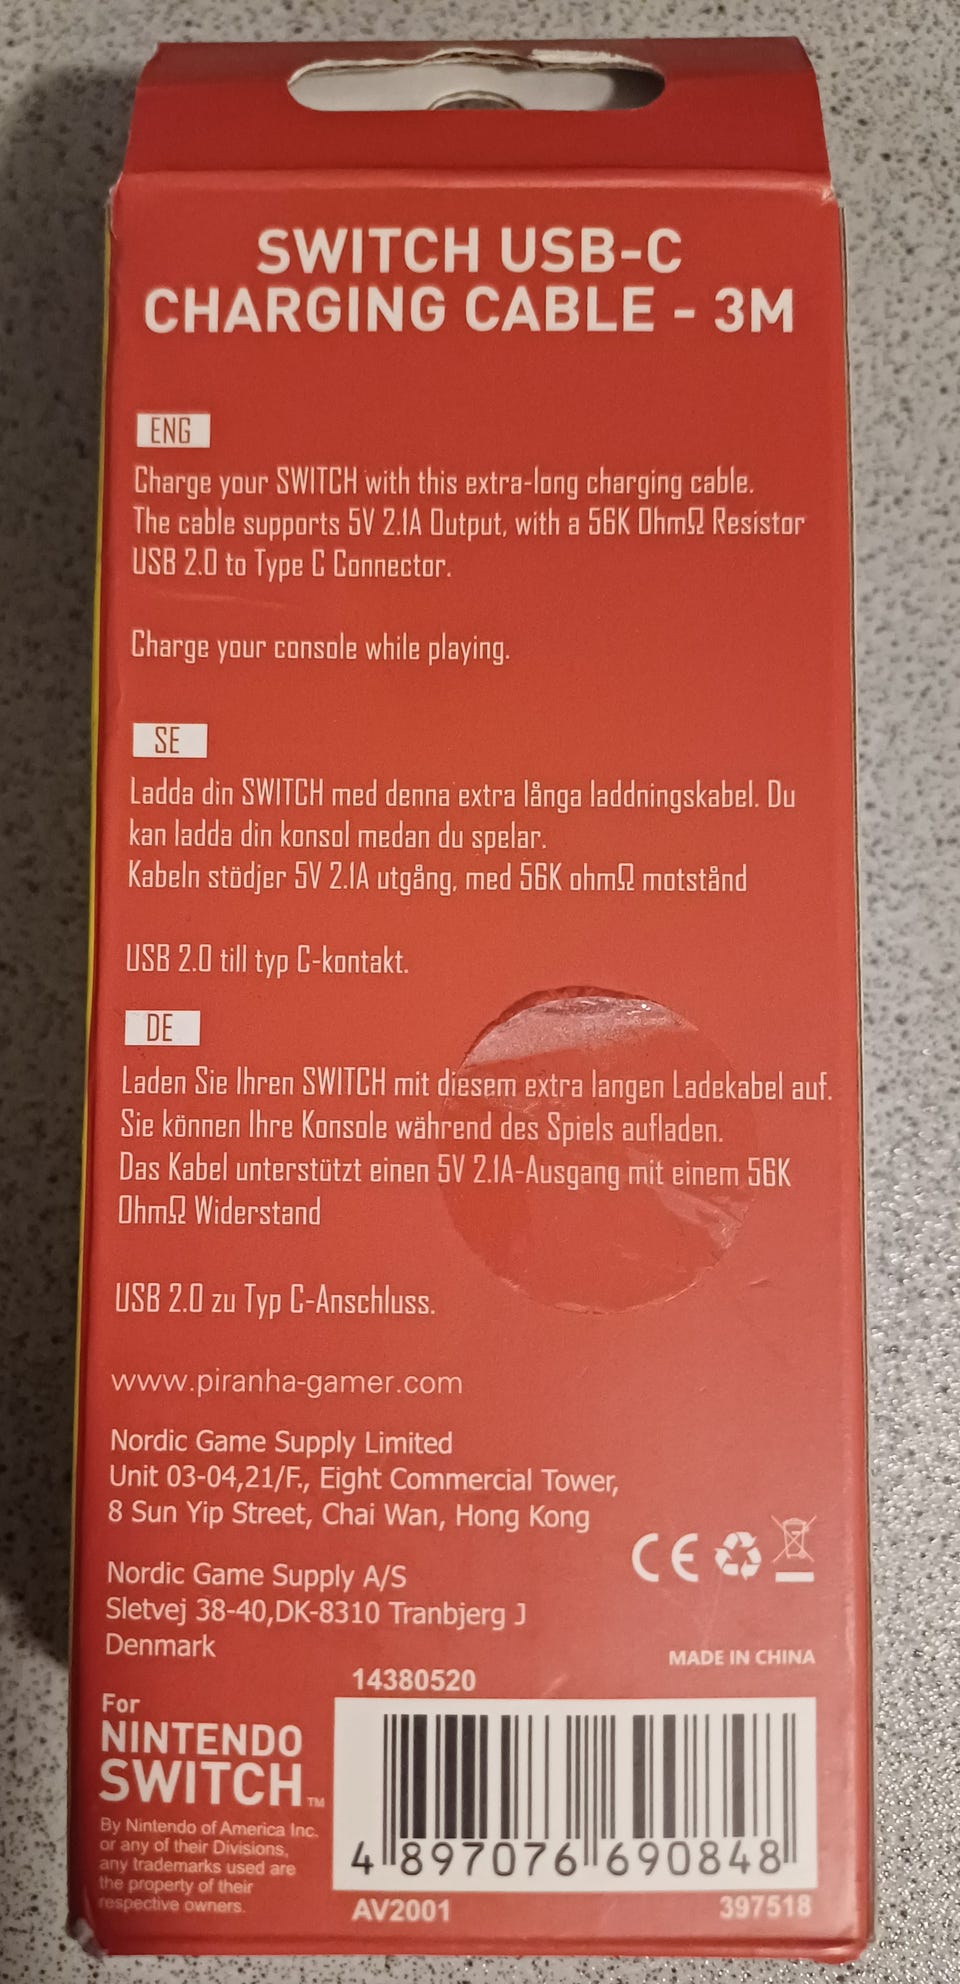 SWITCH USB-C
CHARGING CABLE - 3M
ENG
Charge your SWITCH with this extra-long charging cable.
The cable supports 5V 2.1A Output, with a 56K OhmΩ Resistor
USB 2.0 to Type C Connector.
Charge your console while playing.
SE
Ladda din SWITCH med denna extra långa laddningskabel. Du
kan ladda din konsol medan du spelar.
Kabeln stödjer 5V 2.1A utgång, med 56K ohmΩ motstånd
USB 2.0 till typ C-kontakt.
DE
Laden Sie Ihren SWITCH mit diesem extra langen Ladekabel auf.
Sie können Ihre Konsole während des Spiels aufladen.
Das Kabel unterstützt einen 5V 2.1A-Ausgang mit einem 56K
OhmΩ Widerstand
USB 2.0 zu Typ C-Anschluss.
www.piranha-gamer.com
Nordic Game Supply Limited
Unit 03-04,21/F., Eight Commercial Tower,
8 Sun Yip Street, Chai Wan, Hong Kong
CE
Nordic Game Supply A/S
Sletvej 38-40,DK-8310 Tranbjerg J
Denmark
MADE IN CHINA
14380520
For
NINTENDO
SWITCH™
By Nintendo of America Inc.
or any of their Divisions,
any trademarks used are
the property of their
respective owners.
4 897076 690848
AV2001 397518